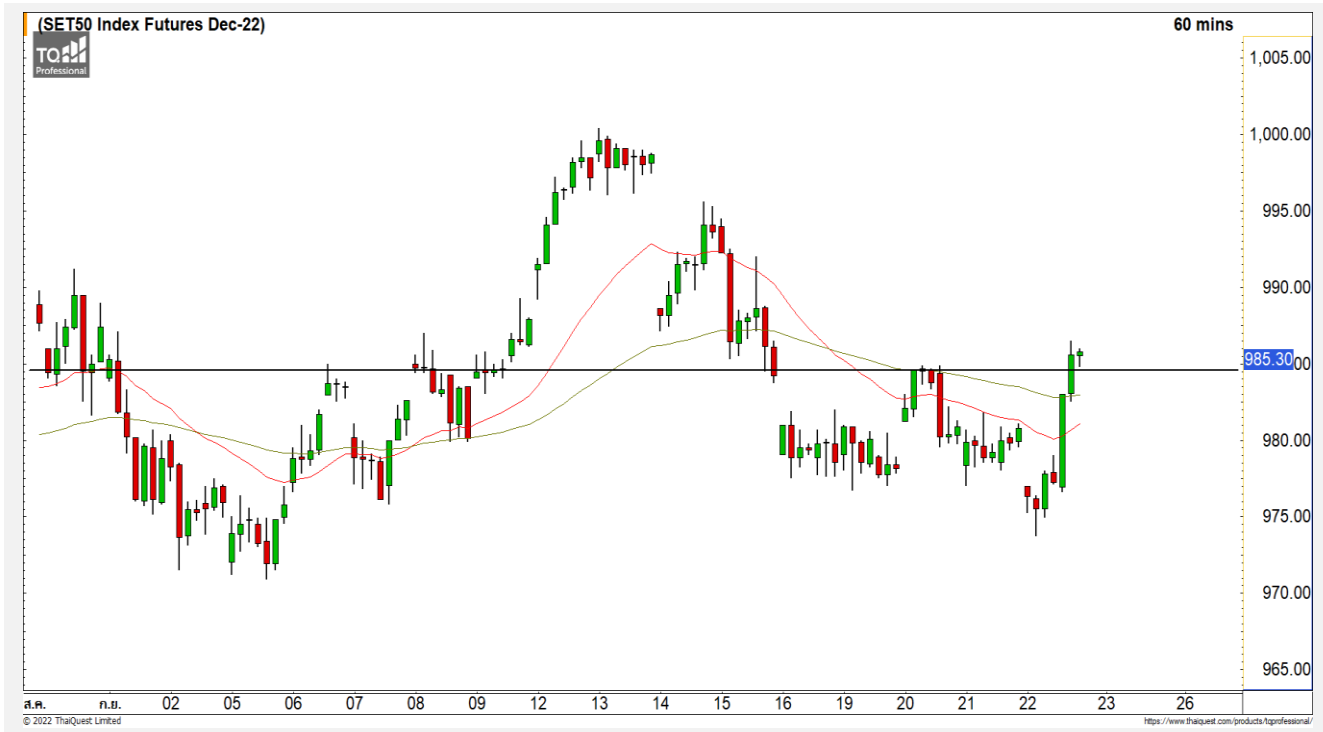 (SET50 Index Futures Dec-22) 60 mins
TQ
Professional
1,005.00
1,000.00
995.00
990.00
985.30 00
980.00
975.00
970.00
965.00
ส.ค. ก.ย. 02 05 06 07 08 09 12 13 14 15 16 19 20 21 22 23 26
© 2022 ThaiQuest Limited https://www.thaiquest.com/products/tqprofessional/